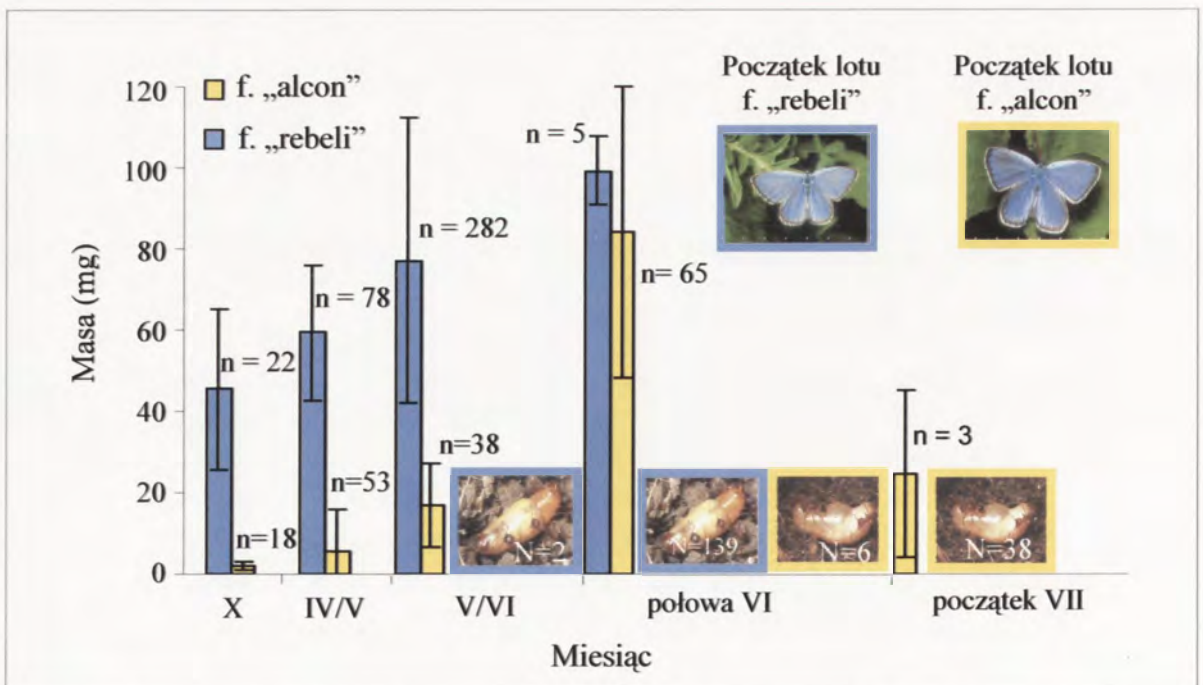 Początek lotu
f. „rebeli”
Początek lotu
f. „alcon”
f. „alcon”
f. „rebeli”
Masa (mg)
120
100
80
60
40
20
0
n = 22
n=18
n = 78
n=53
n = 282
n=38
n = 5
n= 65
n = 3
N=2
N=139
N=6
N=38
X
IV/V
V/VI
połowa VI
początek VII
Miesiąc